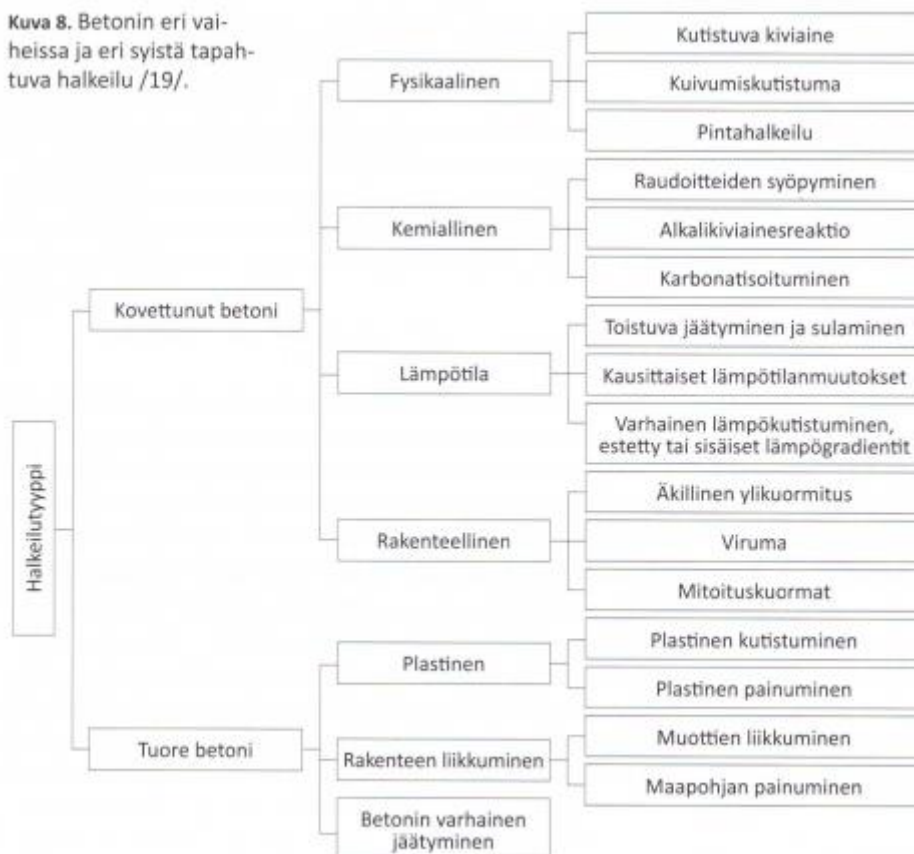 Kuva 8. Betonin eri vai-
heissa ja eri syistä tapah-
tuva halkeilu /19/.
Halkeilutyyppi
Kovettunut betoni
Fysikaalinen
Kutistuva kiviaine
Kuivumiskutistuma
Pintahalkeilu
Kemiallinen
Raudoitteiden syöpyminen
Alkalikiviainesreaktio
Karbonatisoituminen
Lämpötila
Toistuva jäätyminen ja sulaminen
Kausittaiset lämpötilanmuutokset
Varhainen lämpökutistuminen,
estetty tai sisäiset lämpögradientit
Rakenteellinen
Äkillinen ylikuormitus
Viruma
Mitoituskuormat
Tuore betoni
Plastinen
Plastinen kutistuminen
Plastinen painuminen
Rakenteen liikkuminen
Muottien liikkuminen
Maapohjan painuminen
Betonin varhainen
jäätyminen